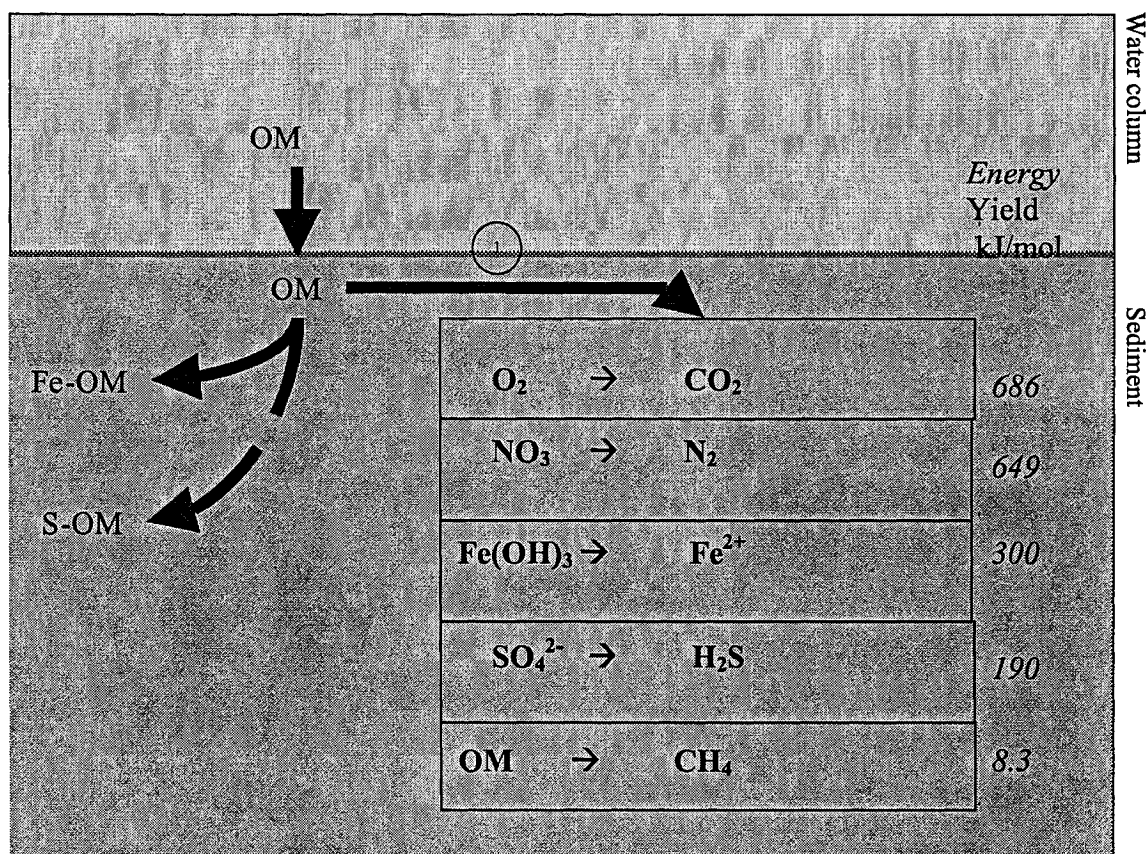 Water column
OM
Energy
Yield
kJ/mol
1
OM
Sediment
Fe-OM
O₂ → CO₂ 686
NO₃ → N₂ 649
S-OM
Fe(OH)₃ → Fe²⁺ 300
SO₄²⁻ → H₂S 190
OM → CH₄ 8.3